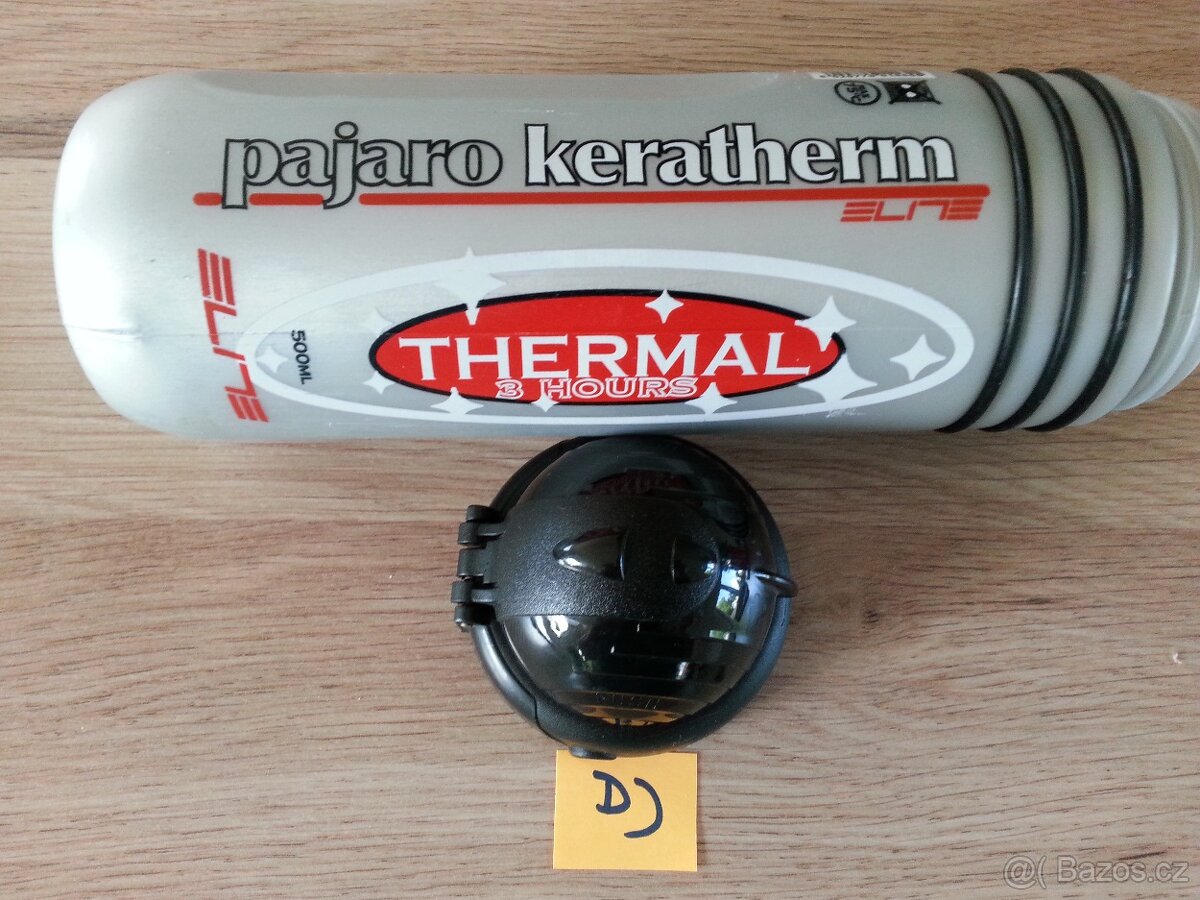 pajaro keratherm
ELITE
ELITE
500ML
THERMAL
3 HOURS
D)
@( Bazos.cz